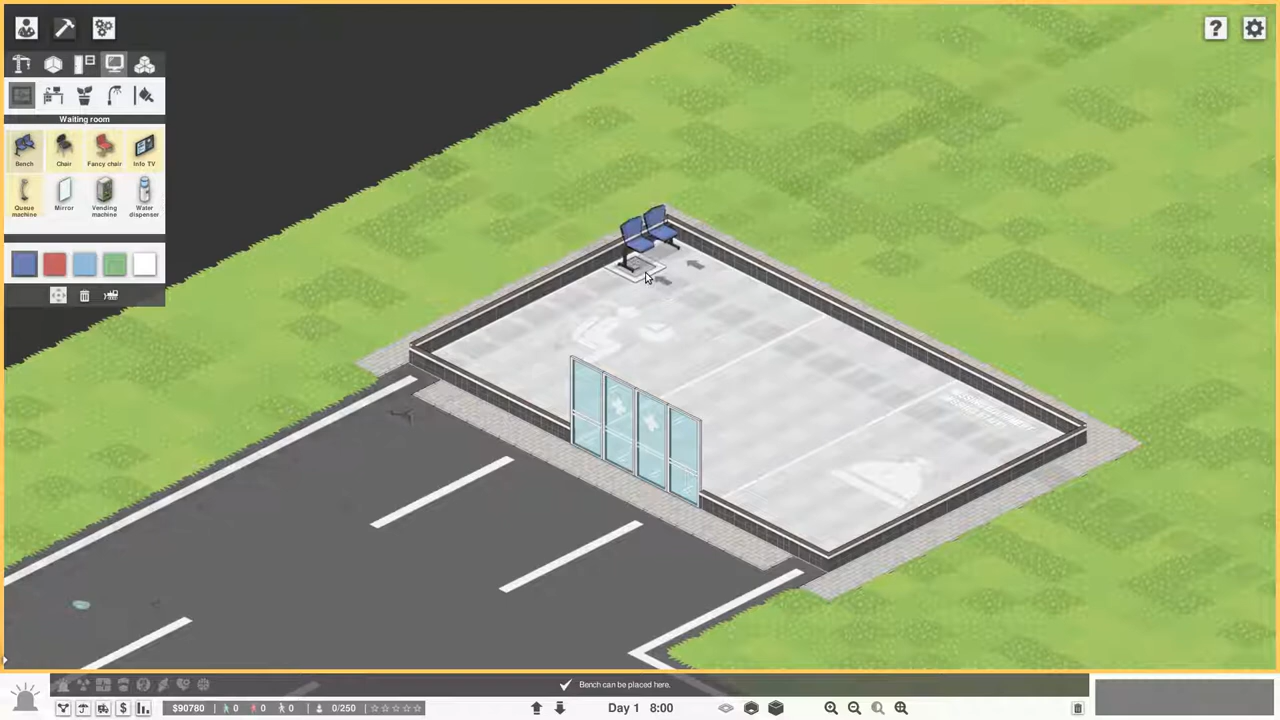 ?
Waiting room
Bench
Chair
Fancy chair
Info TV
Queue machine
Mirror
Vending machine
Water dispenser
Bench can be placed here.
$90780
0
0
0
0/250
Day 1 8:00